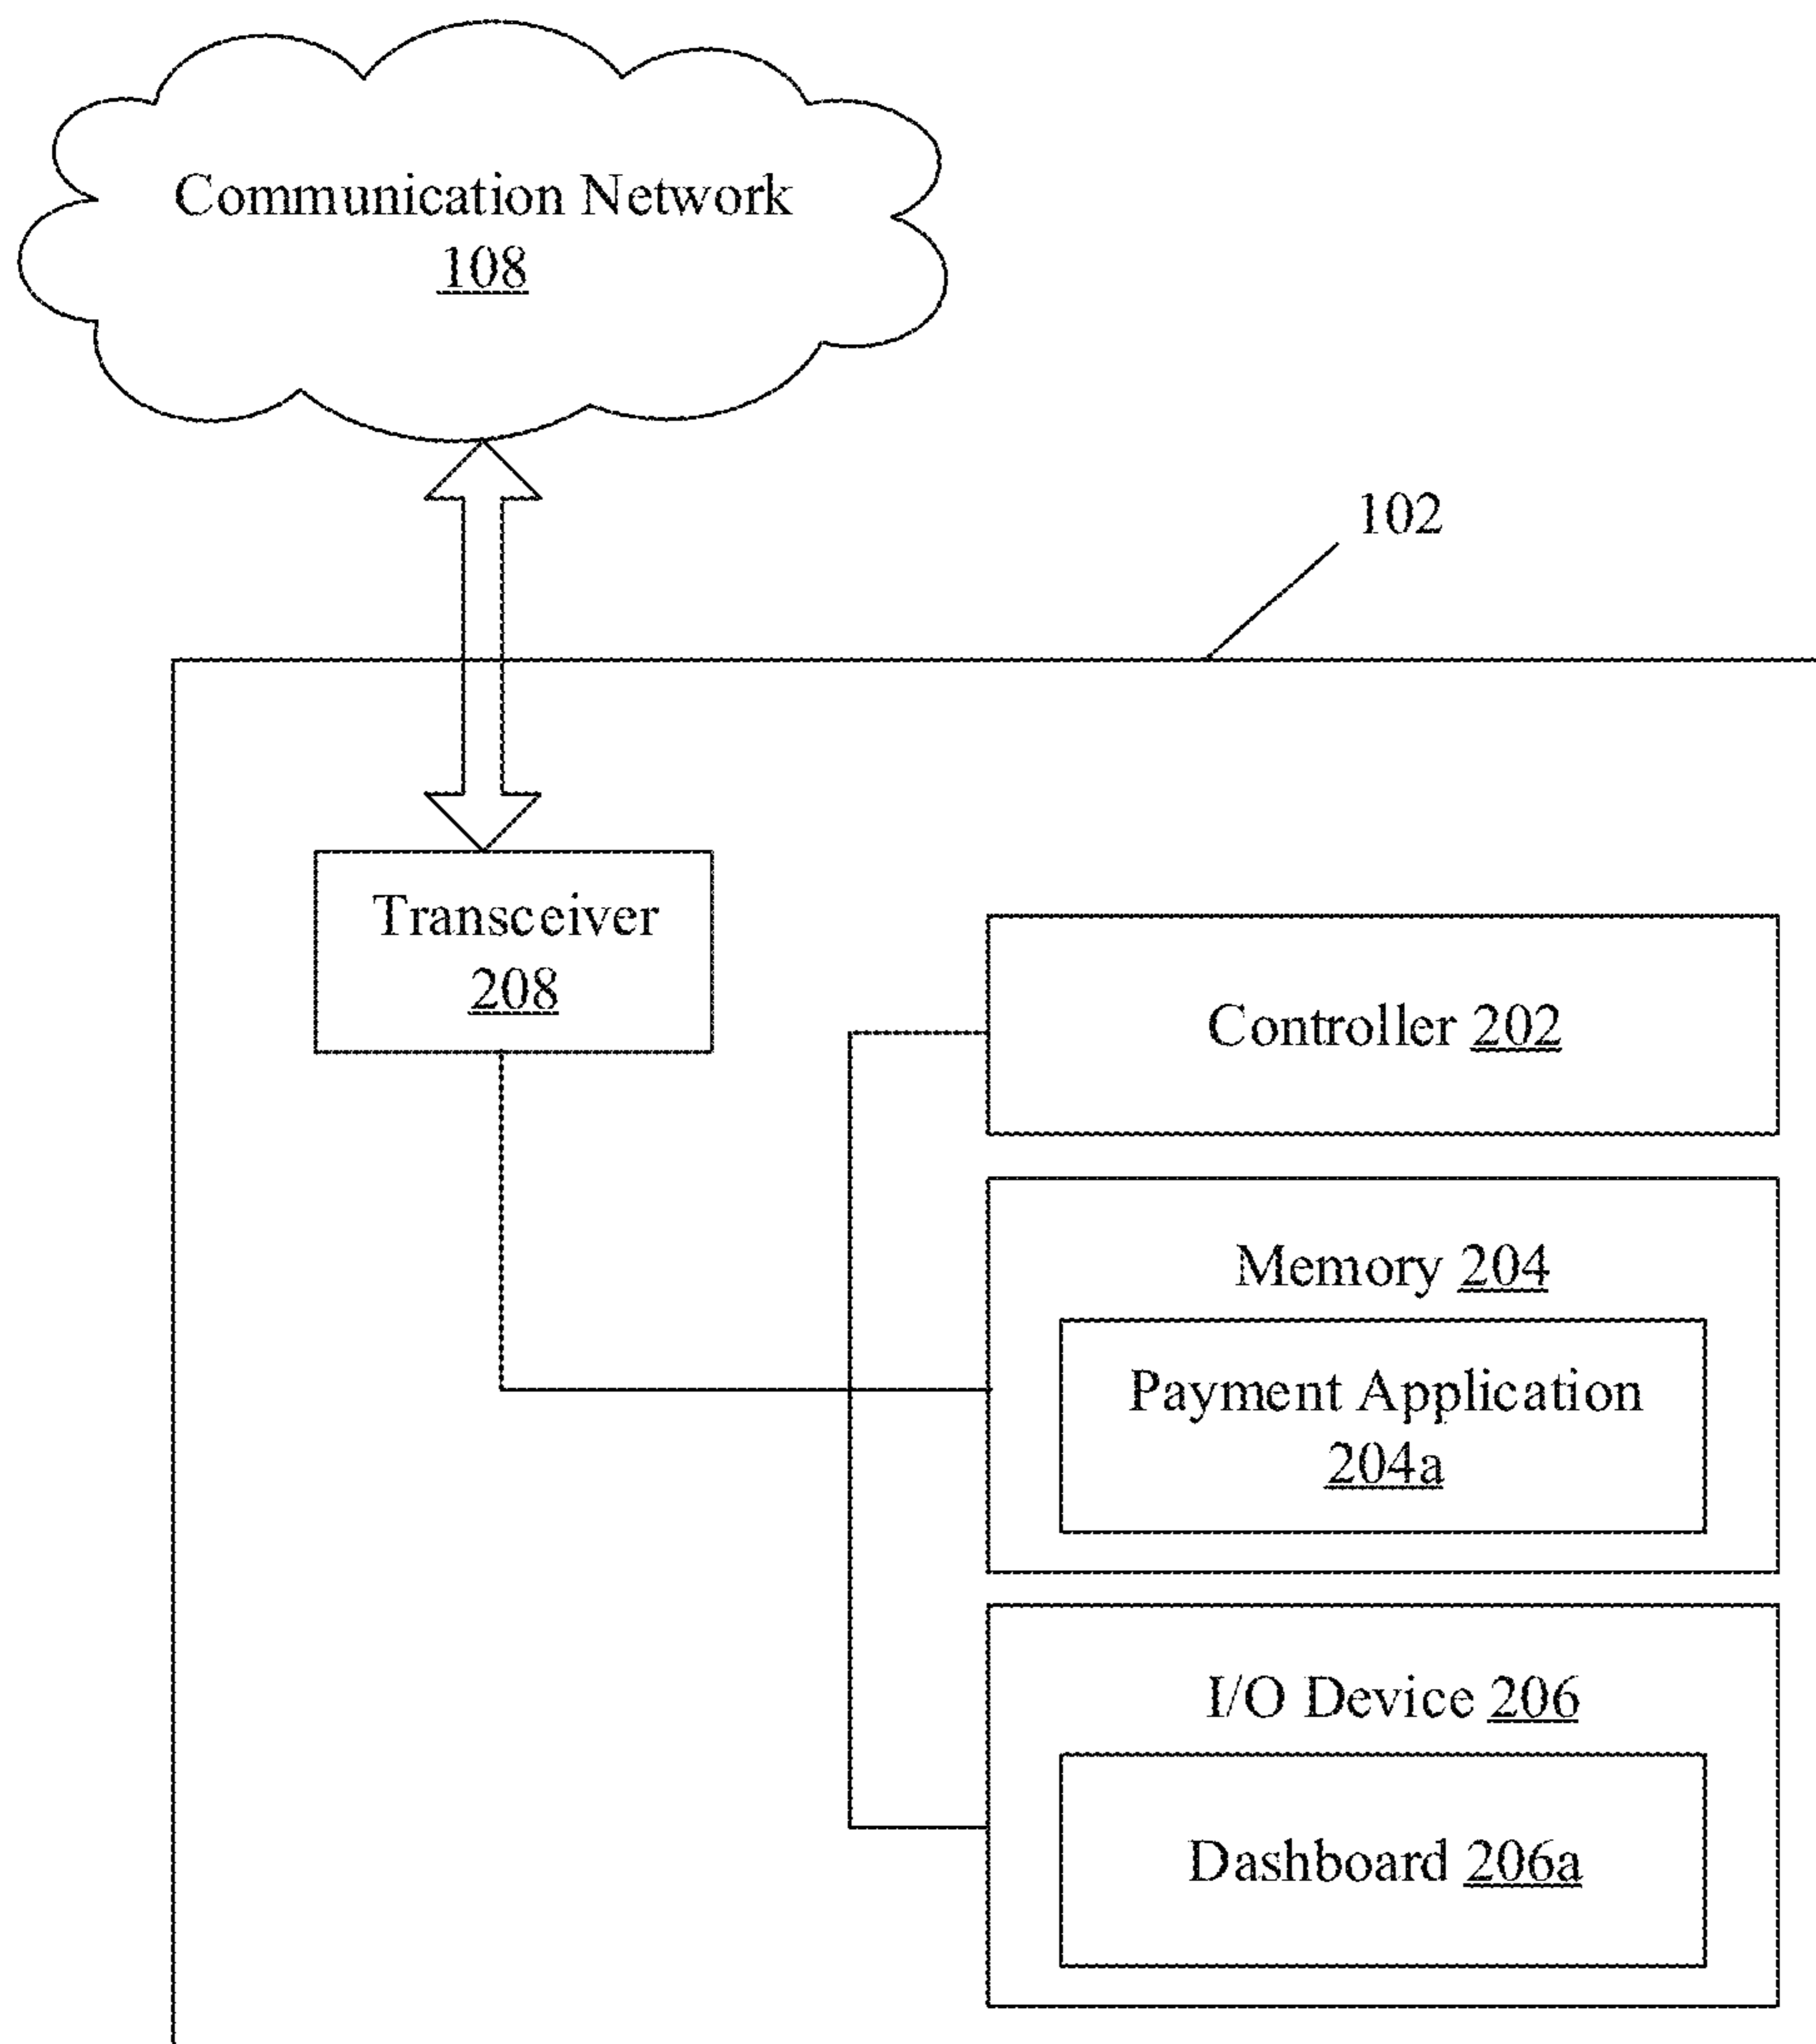 Communication Network
108
102
Transceiver
208
Controller 202
Memory 204
Payment Application
204a
I/O Device 206
Dashboard 206a